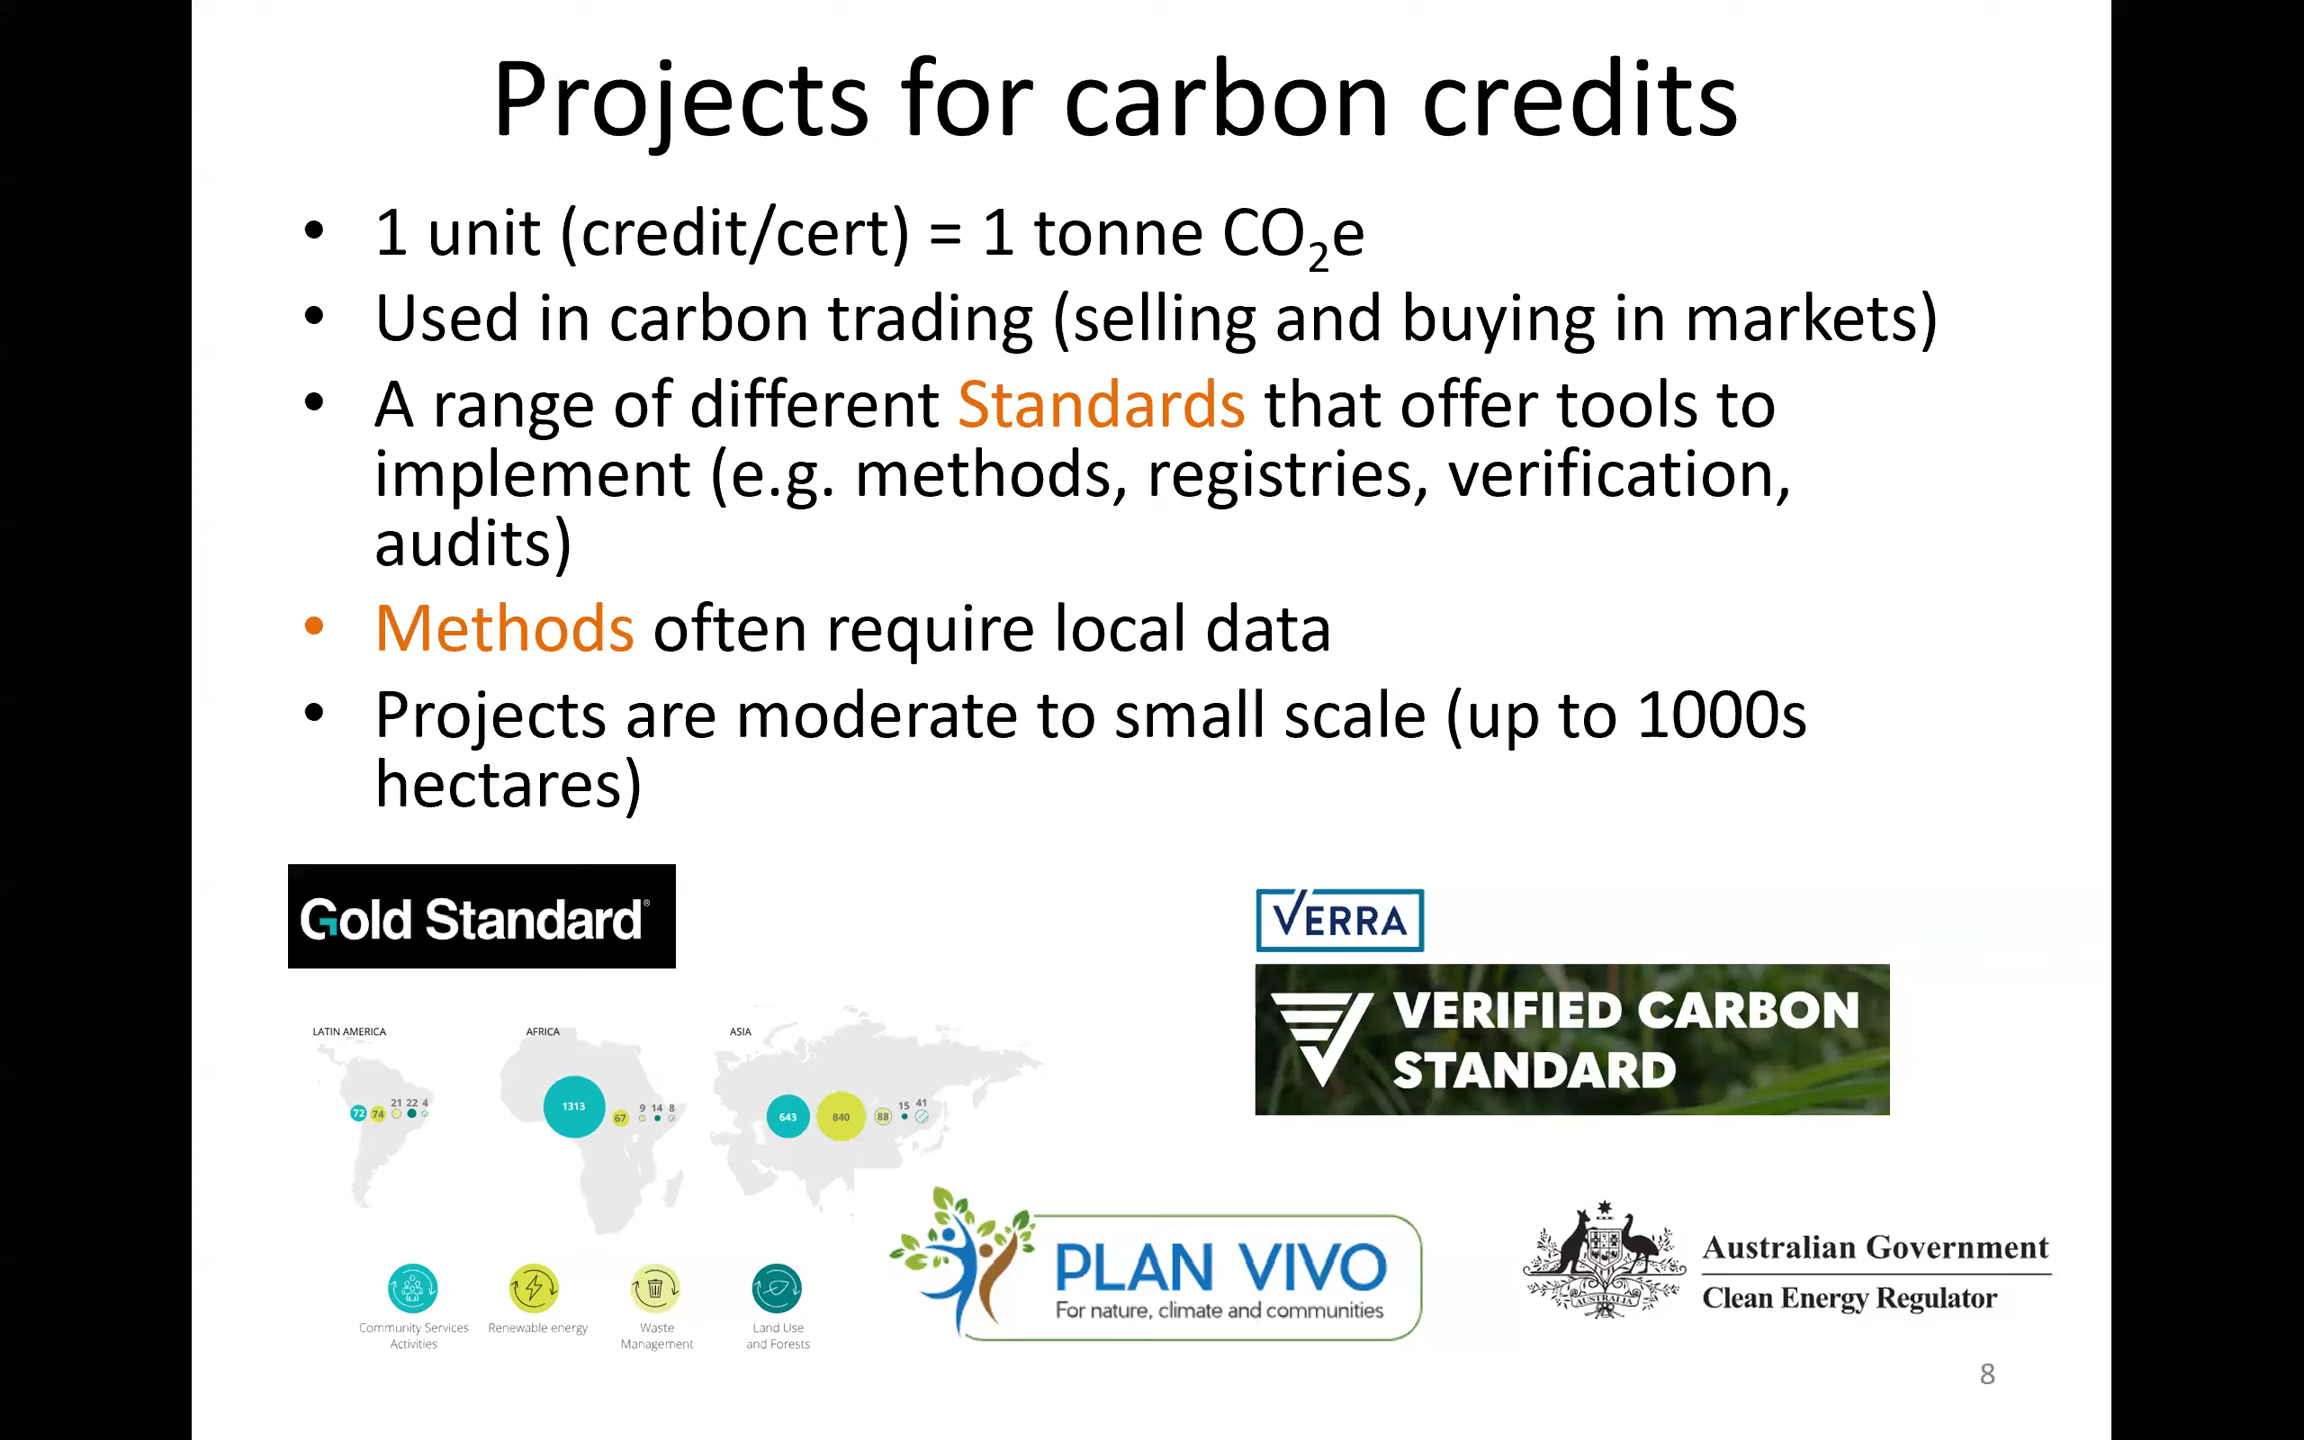 Projects for carbon credits
• 1 unit (credit/cert) = 1 tonne CO₂e
• Used in carbon trading (selling and buying in markets)
• A range of different Standards that offer tools to
implement (e.g. methods, registries, verification,
audits)
• Methods often require local data
• Projects are moderate to small scale (up to 1000s
hectares)
Gold Standard®
LATIN AMERICA
72 74 21 22 4
AFRICA
1313 67 9 14 8
ASIA
643 840 88 15 41
Community Services
Activities
Renewable energy
Waste
Management
Land Use
and Forests
VERRA
VERIFIED CARBON
STANDARD
PLAN VIVO
For nature, climate and communities
AUSTRALIA
Australian Government
Clean Energy Regulator
8